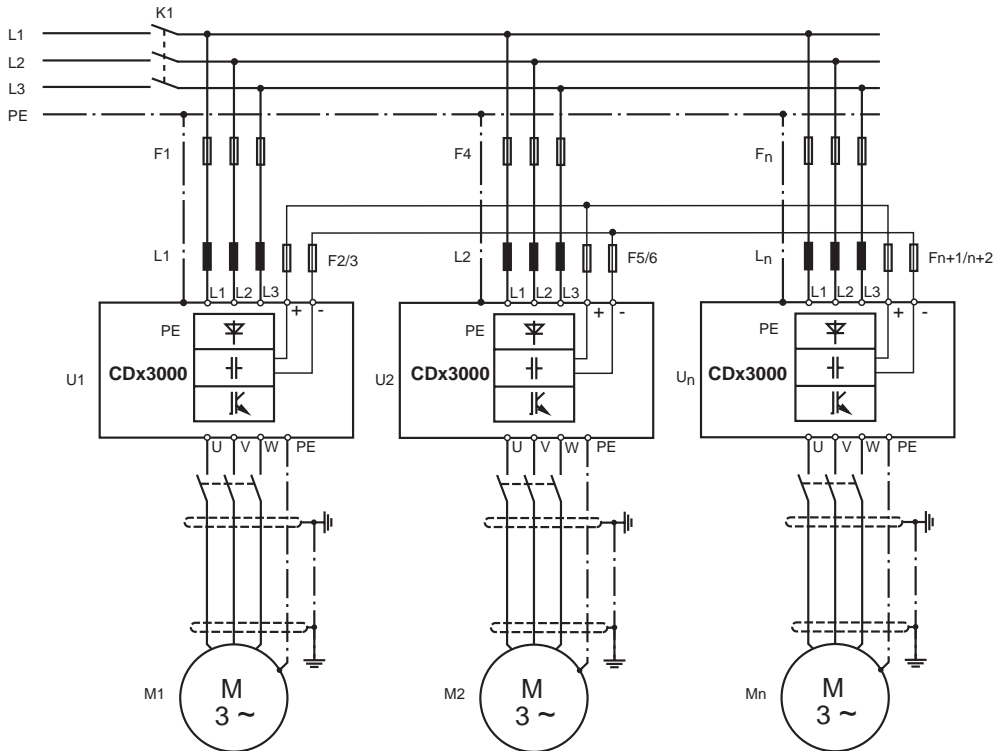 K1
L1
L2
L3
PE
F1 F4 Fn
L1 F2/3 L2 F5/6 Ln Fn+1/n+2
L1 L2 L3 L1 L2 L3 L1 L2 L3
+ - + - + -
PE PE PE
U1 CDx3000 U2 CDx3000 Un CDx3000
U V W PE U V W PE U V W PE
M1 M 3 ~ M2 M 3 ~ Mn M 3 ~